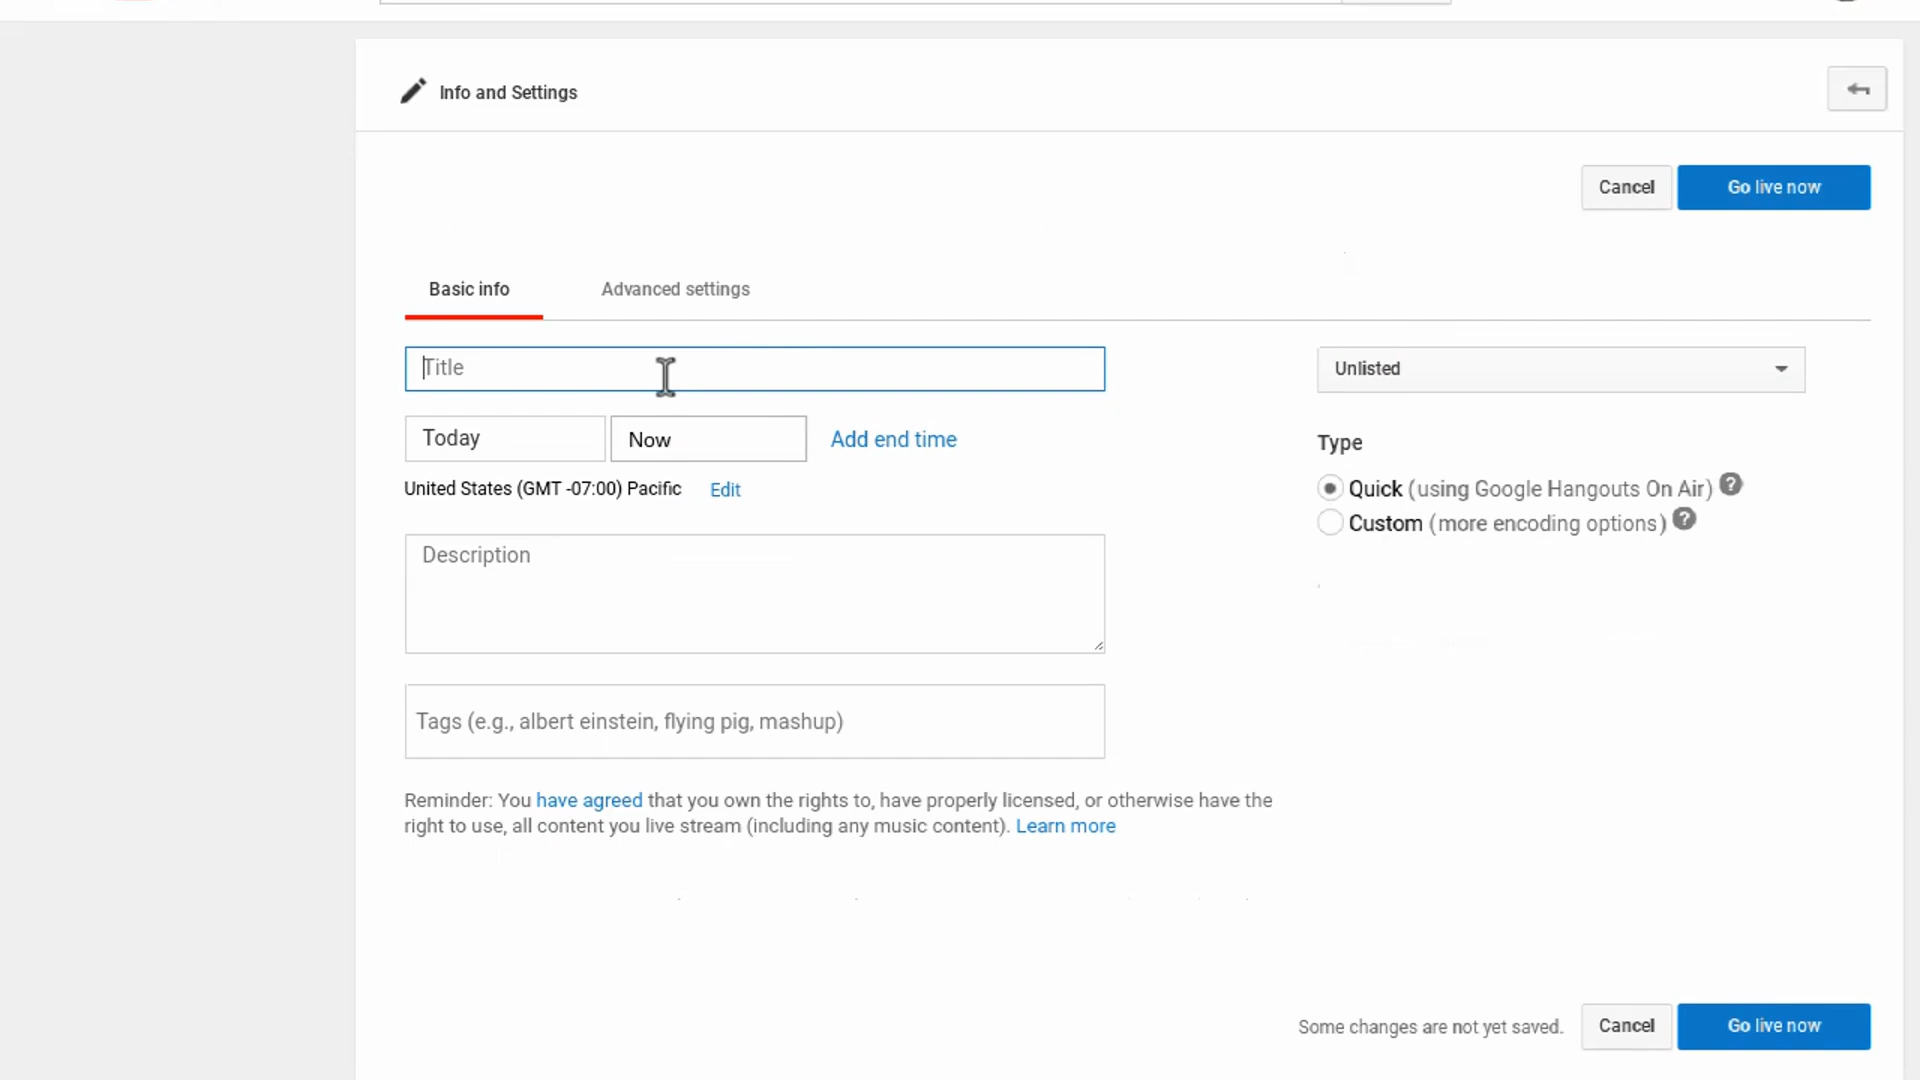 Info and Settings
Cancel
Go live now
Basic info
Advanced settings
Title
Unlisted
Today
Now
Add end time
Type
United States (GMT -07:00) Pacific
Edit
Quick (using Google Hangouts On Air) ?
Custom (more encoding options) ?
Description
Tags (e.g., albert einstein, flying pig, mashup)
Reminder: You have agreed that you own the rights to, have properly licensed, or otherwise have the
right to use, all content you live stream (including any music content). Learn more
Some changes are not yet saved.
Cancel
Go live now